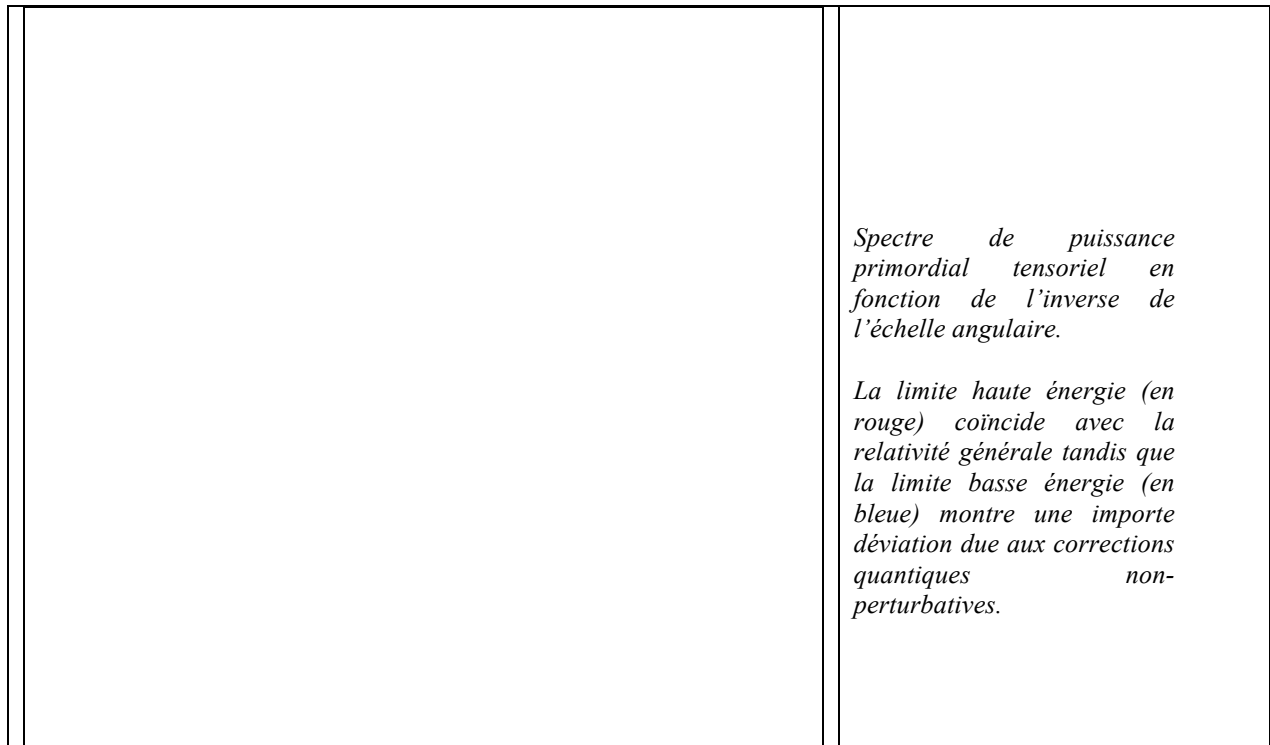 Spectre de puissance
primordial tensoriel en
fonction de l’inverse de
l’échelle angulaire.
La limite haute énergie (en
rouge) coïncide avec la
relativité générale tandis que
la limite basse énergie (en
bleue) montre une importe
déviation due aux corrections
quantiques non-
perturbatives.